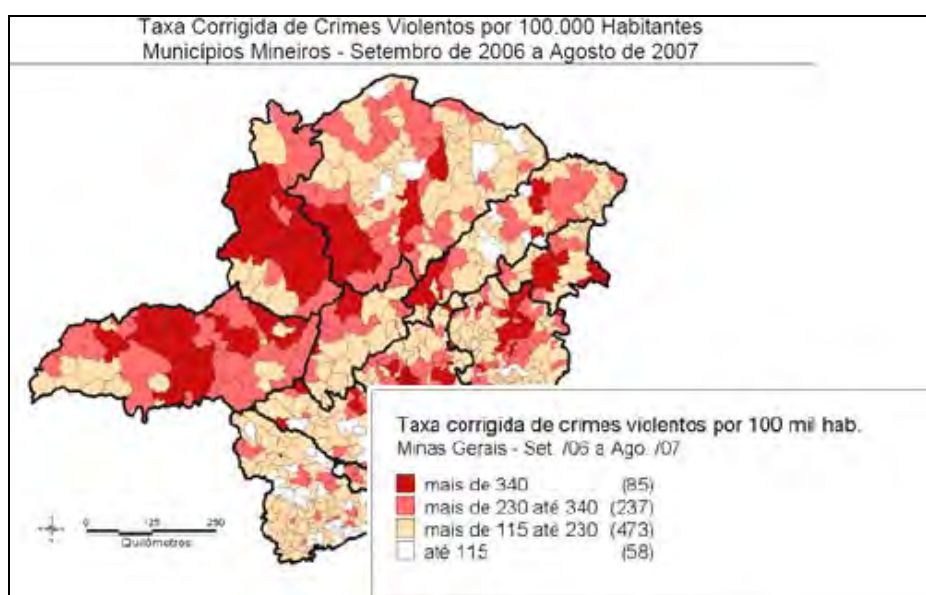 Taxa Corrigida de Crimes Violentos por 100.000 Habitantes
Municípios Mineiros - Setembro de 2006 a Agosto de 2007
Taxa corrigida de crimes violentos por 100 mil hab.
Minas Gerais - Set. /06 a Ago. /07
mais de 340 (85)
mais de 230 até 340 (237)
mais de 115 até 230 (473)
até 115 (58)
0 125 250
Quilômetros